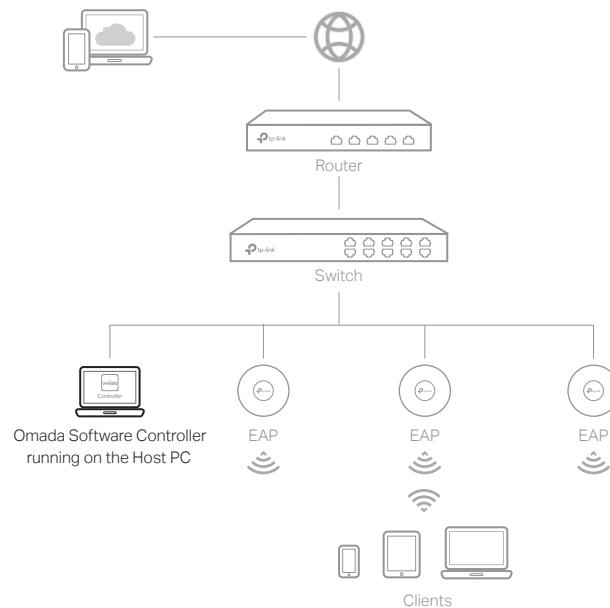 tp-link
Router
tp-link
Switch
omada
Controller
Omada Software Controller
running on the Host PC
EAP
EAP
EAP
Clients